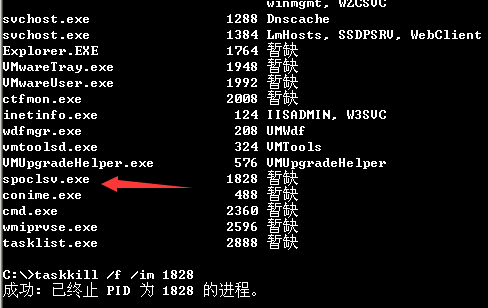 winmgmt, WZCSVC
svchost.exe 1288 Dnscache
svchost.exe 1384 LmHosts, SSDPSRV, WebClient
Explorer.EXE 1764 暂缺
VMwareTray.exe 1948 暂缺
VMwareUser.exe 1992 暂缺
ctfmon.exe 2008 暂缺
inetinfo.exe 124 IISADMIN, W3SVC
wdfmgr.exe 208 UMWdf
vmtoolsd.exe 324 VMTools
VMUpgradeHelper.exe 576 VMUpgradeHelper
spoclsv.exe 1828 暂缺
conime.exe 488 暂缺
cmd.exe 2360 暂缺
wmiprvse.exe 2596 暂缺
tasklist.exe 2888 暂缺
C:\>taskkill /f /im 1828
成功: 已终止 PID 为 1828 的进程。